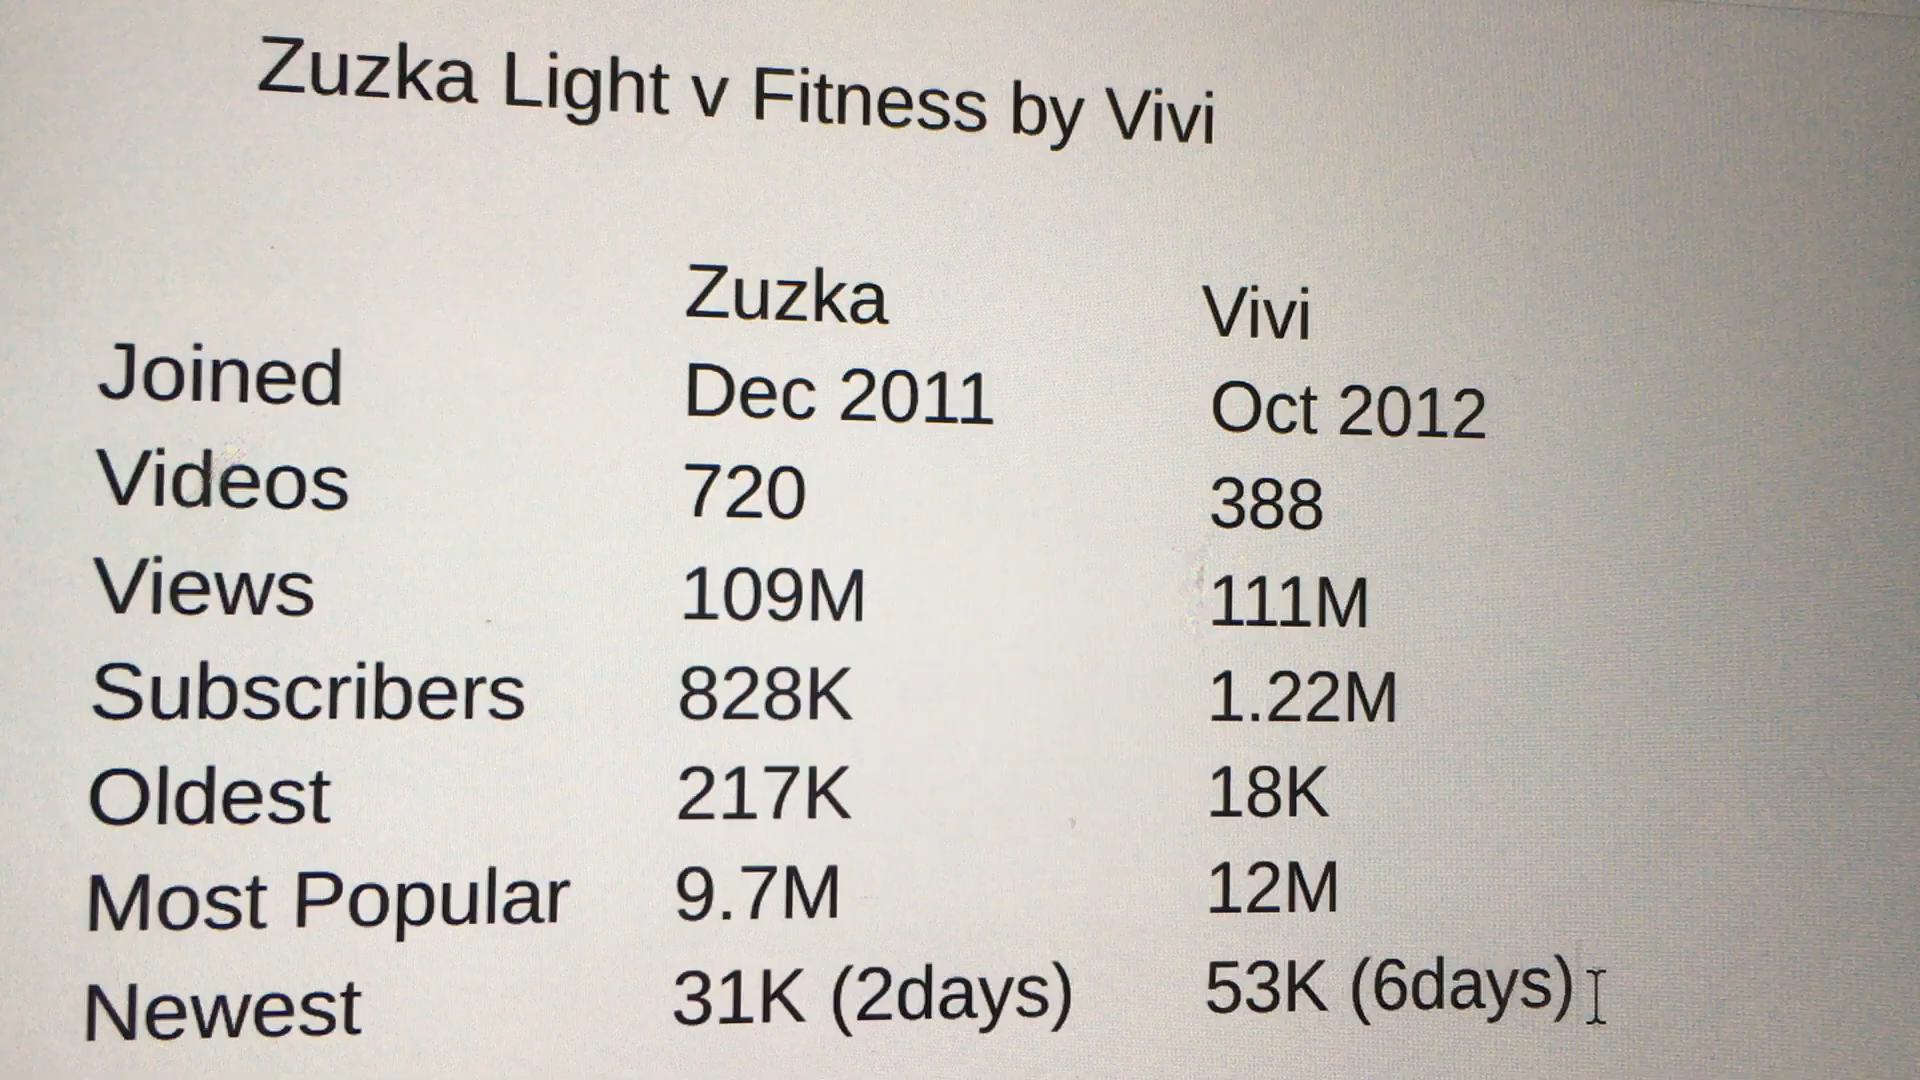 Zuzka Light v Fitness by Vivi
Zuzka Vivi
Joined Dec 2011 Oct 2012
Videos 720 388
Views 109M 111M
Subscribers 828K 1.22M
Oldest 217K 18K
Most Popular 9.7M 12M
Newest 31K (2days) 53K (6days)